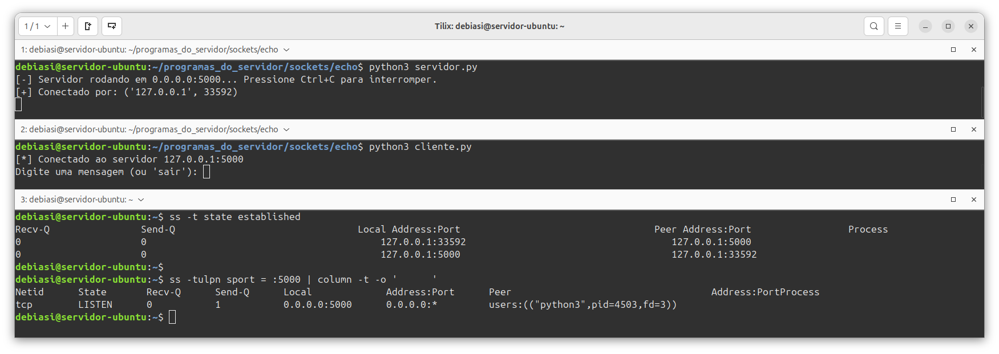 1 / 1
Tilix: debiasi@servidor-ubuntu: ~
1: debiasi@servidor-ubuntu: ~/programas_do_servidor/sockets/echo
debiasi@servidor-ubuntu:~/programas_do_servidor/sockets/echo$ python3 servidor.py
[-] Servidor rodando em 0.0.0.0:5000... Pressione Ctrl+C para interromper.
[+] Conectado por: ('127.0.0.1', 33592)
2: debiasi@servidor-ubuntu: ~/programas_do_servidor/sockets/echo
debiasi@servidor-ubuntu:~/programas_do_servidor/sockets/echo$ python3 cliente.py
[*] Conectado ao servidor 127.0.0.1:5000
Digite uma mensagem (ou 'sair'):
3: debiasi@servidor-ubuntu: ~
debiasi@servidor-ubuntu:~$ ss -t state established
Recv-Q Send-Q Local Address:Port Peer Address:Port Process
0 0 127.0.0.1:33592 127.0.0.1:5000
0 0 127.0.0.1:5000 127.0.0.1:33592
debiasi@servidor-ubuntu:~$
debiasi@servidor-ubuntu:~$ ss -tulpn sport = :5000 | column -t -o '      '
Netid State Recv-Q Send-Q Local Address:Port Peer Address:PortProcess
tcp LISTEN 0 1 0.0.0.0:5000 0.0.0.0:* users:(("python3",pid=4503,fd=3))
debiasi@servidor-ubuntu:~$